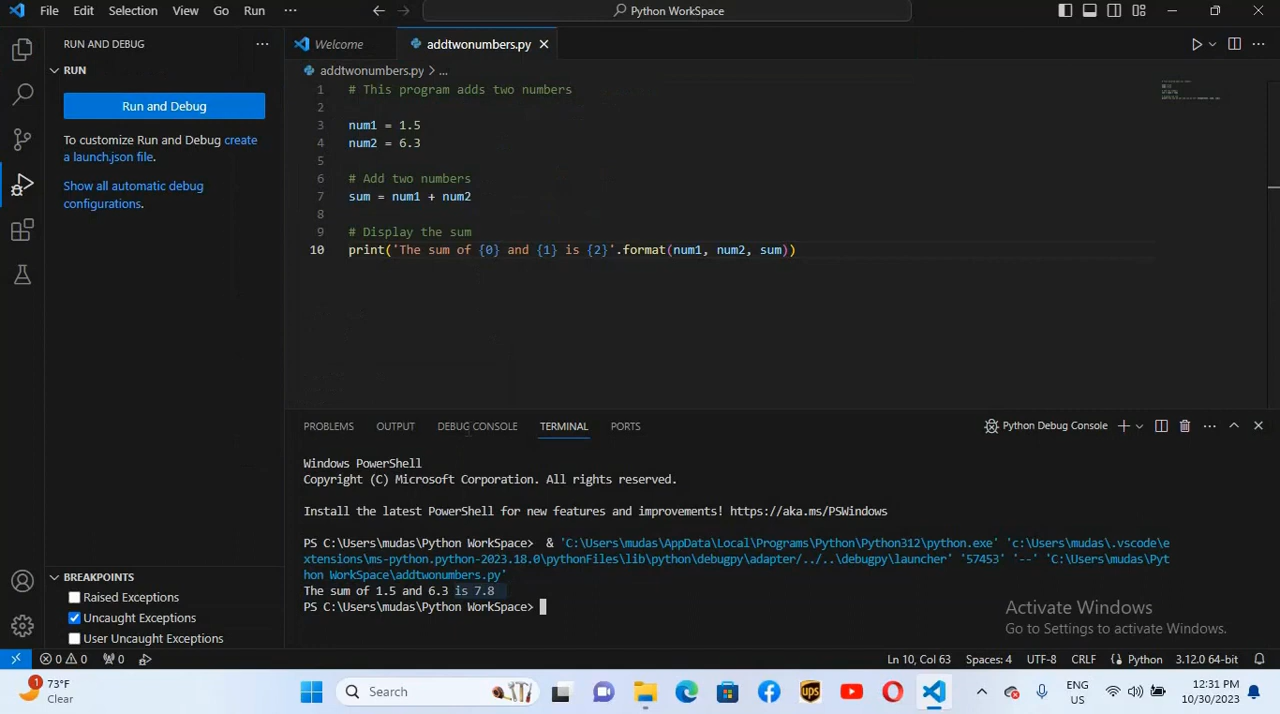 File Edit Selection View Go Run ··· Python WorkSpace
RUN AND DEBUG ···
RUN
Run and Debug
To customize Run and Debug create
a launch.json file.
Show all automatic debug
configurations.
Welcome addtwonumbers.py
addtwonumbers.py > ...
1 # This program adds two numbers
2
3 num1 = 1.5
4 num2 = 6.3
5
6 # Add two numbers
7 sum = num1 + num2
8
9 # Display the sum
10 print('The sum of {0} and {1} is {2}'.format(num1, num2, sum))
PROBLEMS OUTPUT DEBUG CONSOLE TERMINAL PORTS
Python Debug Console
Windows PowerShell
Copyright (C) Microsoft Corporation. All rights reserved.
Install the latest PowerShell for new features and improvements! https://aka.ms/PSWindows
PS C:\Users\mudas\Python WorkSpace>  & 'C:\Users\mudas\AppData\Local\Programs\Python\Python312\python.exe' 'c:\Users\mudas\.vscode\e
xtensions\ms-python.python-2023.18.0\pythonFiles\lib\python\debugpy\adapter/../..\debugpy\launcher' '57453' '--' 'C:\Users\mudas\Pyt
hon WorkSpace\addtwonumbers.py'
The sum of 1.5 and 6.3 is 7.8
PS C:\Users\mudas\Python WorkSpace>
BREAKPOINTS
Raised Exceptions
Uncaught Exceptions
User Uncaught Exceptions
Activate Windows
Go to Settings to activate Windows.
0 0 0 Ln 10, Col 63 Spaces: 4 UTF-8 CRLF Python 3.12.0 64-bit
1 73°F
Clear
Search
ups
ENG
US
12:31 PM
10/30/2023